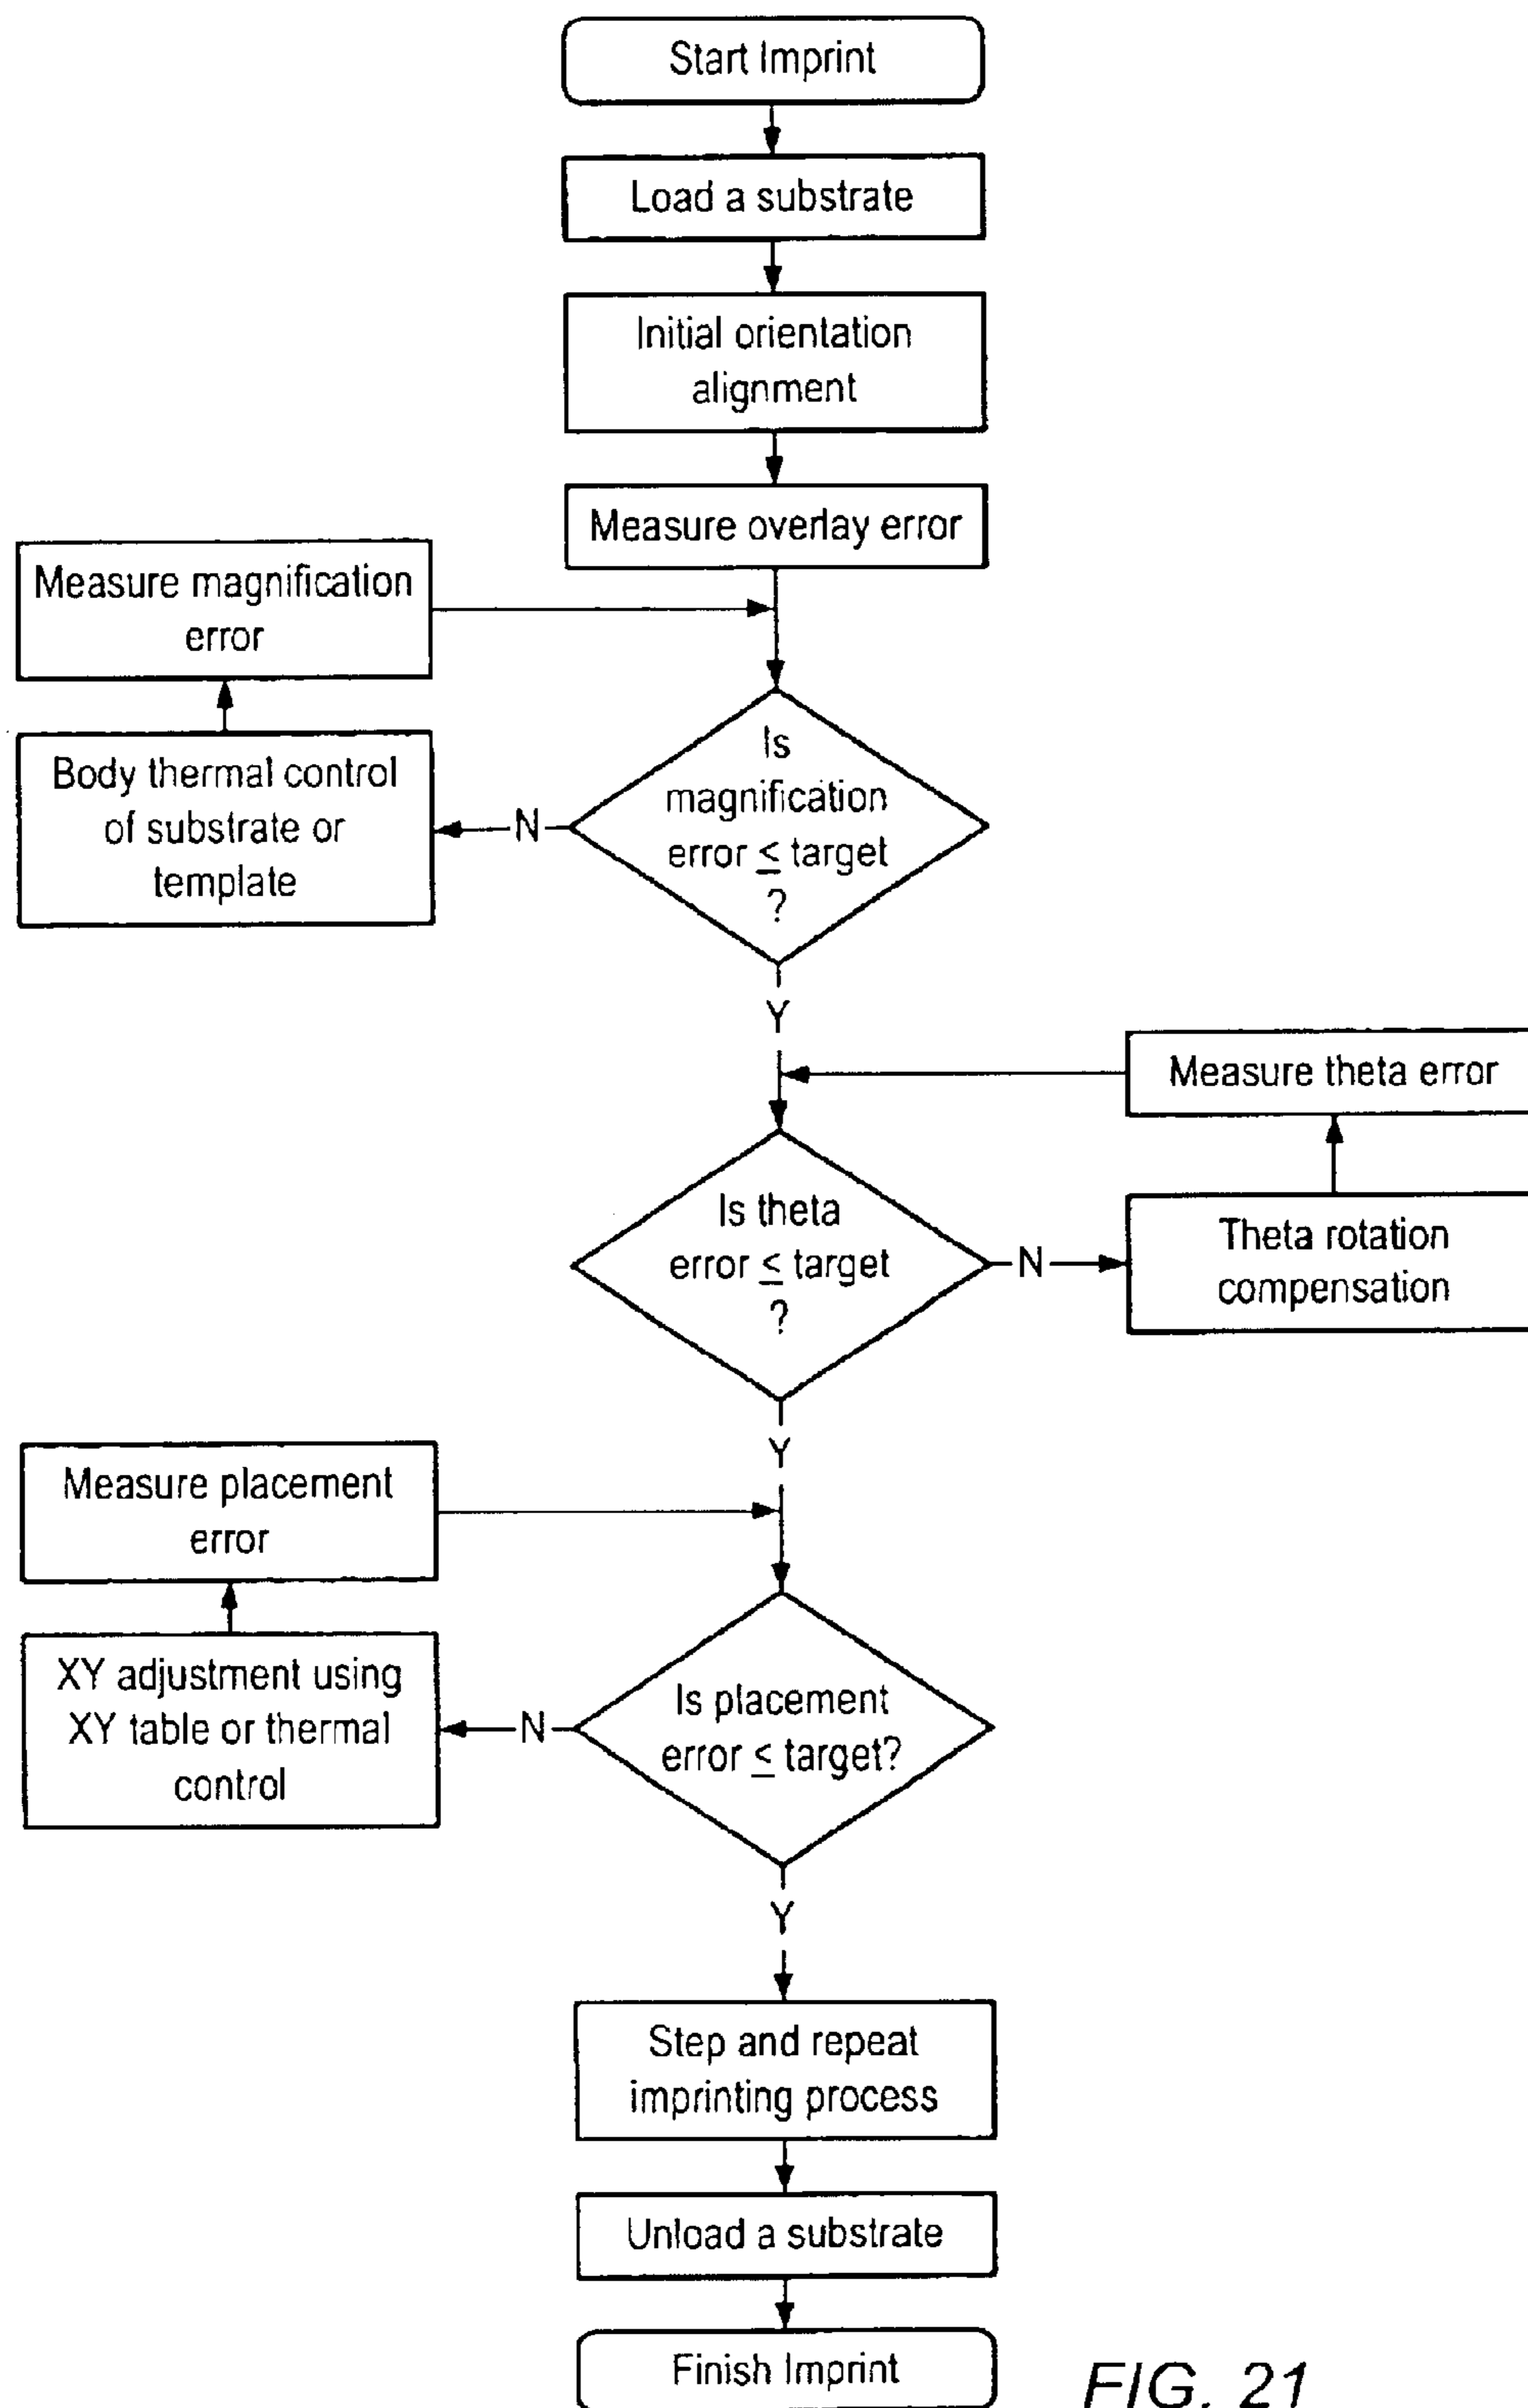 Start Imprint
Load a substrate
Initial orientation
alignment
Measure overlay error
Measure magnification
error
Body thermal control
of substrate or
template
N
Is
magnification
error ≤ target
?
Y
Measure theta error
Is theta
error ≤ target
?
N
Theta rotation
compensation
Y
Measure placement
error
XY adjustment using
XY table or thermal
control
N
Is placement
error ≤ target?
Y
Step and repeat
imprinting process
Unload a substrate
Finish Imprint
FIG. 21